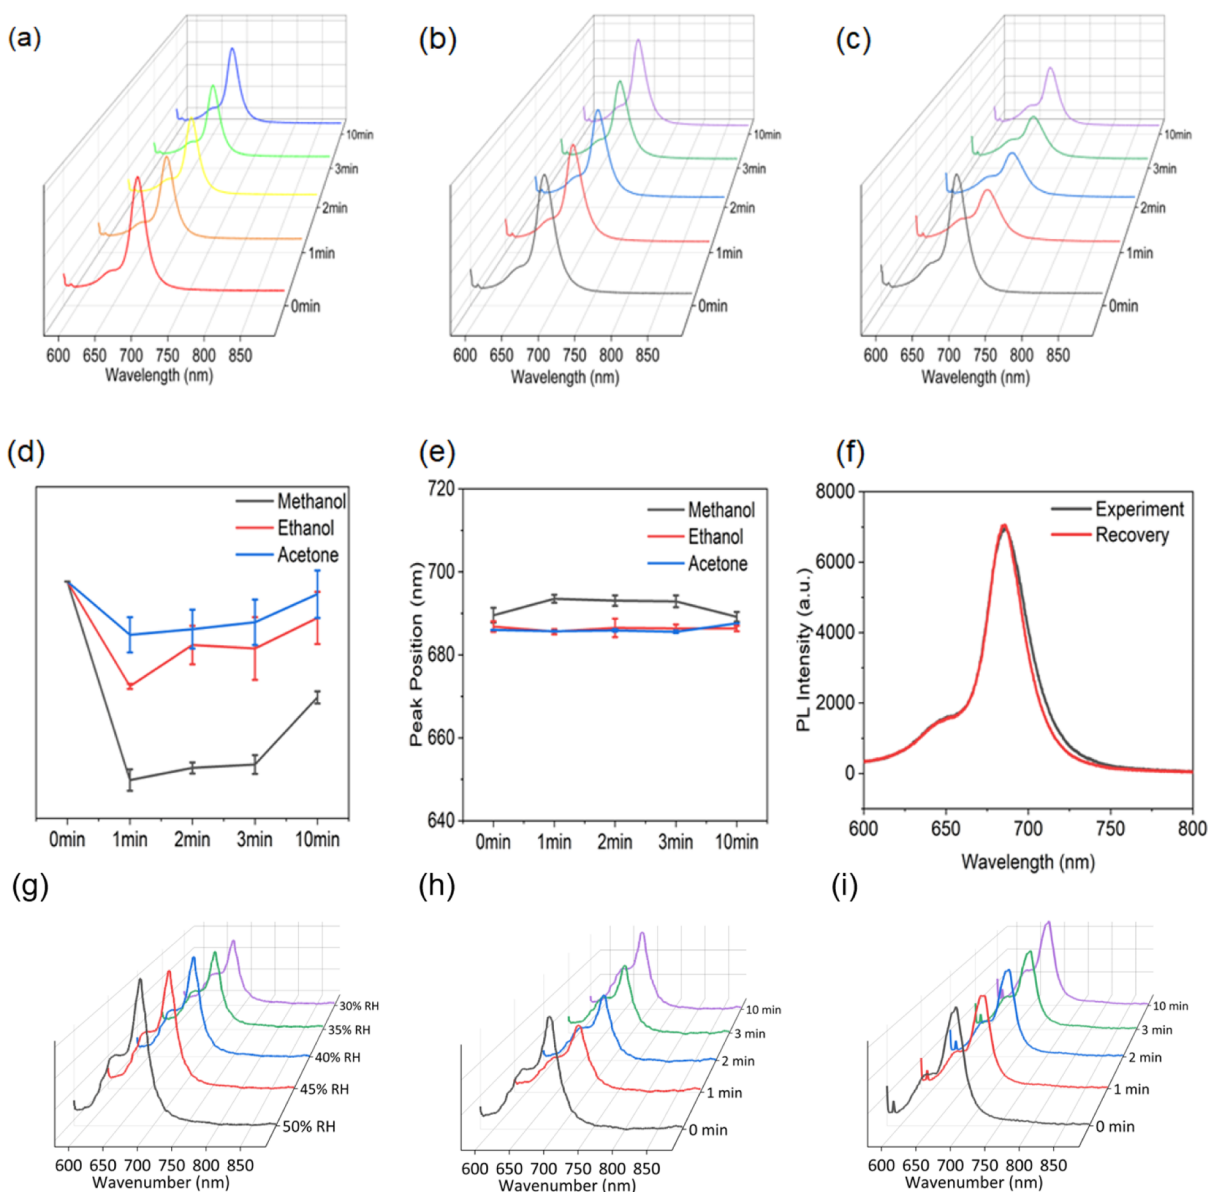 (a)
10min
3min
2min
1min
0min
600 650 700 750 800 850
Wavelength (nm)
(b)
10min
3min
2min
1min
0min
600 650 700 750 800 850
Wavelength (nm)
(c)
10min
3min
2min
1min
0min
600 650 700 750 800 850
Wavelength (nm)
(d)
Methanol
Ethanol
Acetone
0min 1min 2min 3min 10min
(e)
720
700
680
660
640
Peak Position (nm)
Methanol
Ethanol
Acetone
0min 1min 2min 3min 10min
(f)
8000
6000
4000
2000
0
PL Intensity (a.u.)
Experiment
Recovery
600 650 700 750 800
Wavelength (nm)
(g)
30% RH
35% RH
40% RH
45% RH
50% RH
600 650 700 750 800 850
Wavenumber (nm)
(h)
10 min
3 min
2 min
1 min
0 min
600 650 700 750 800 850
Wavenumber (nm)
(i)
10 min
3 min
2 min
1 min
0 min
600 650 700 750 800 850
Wavenumber (nm)